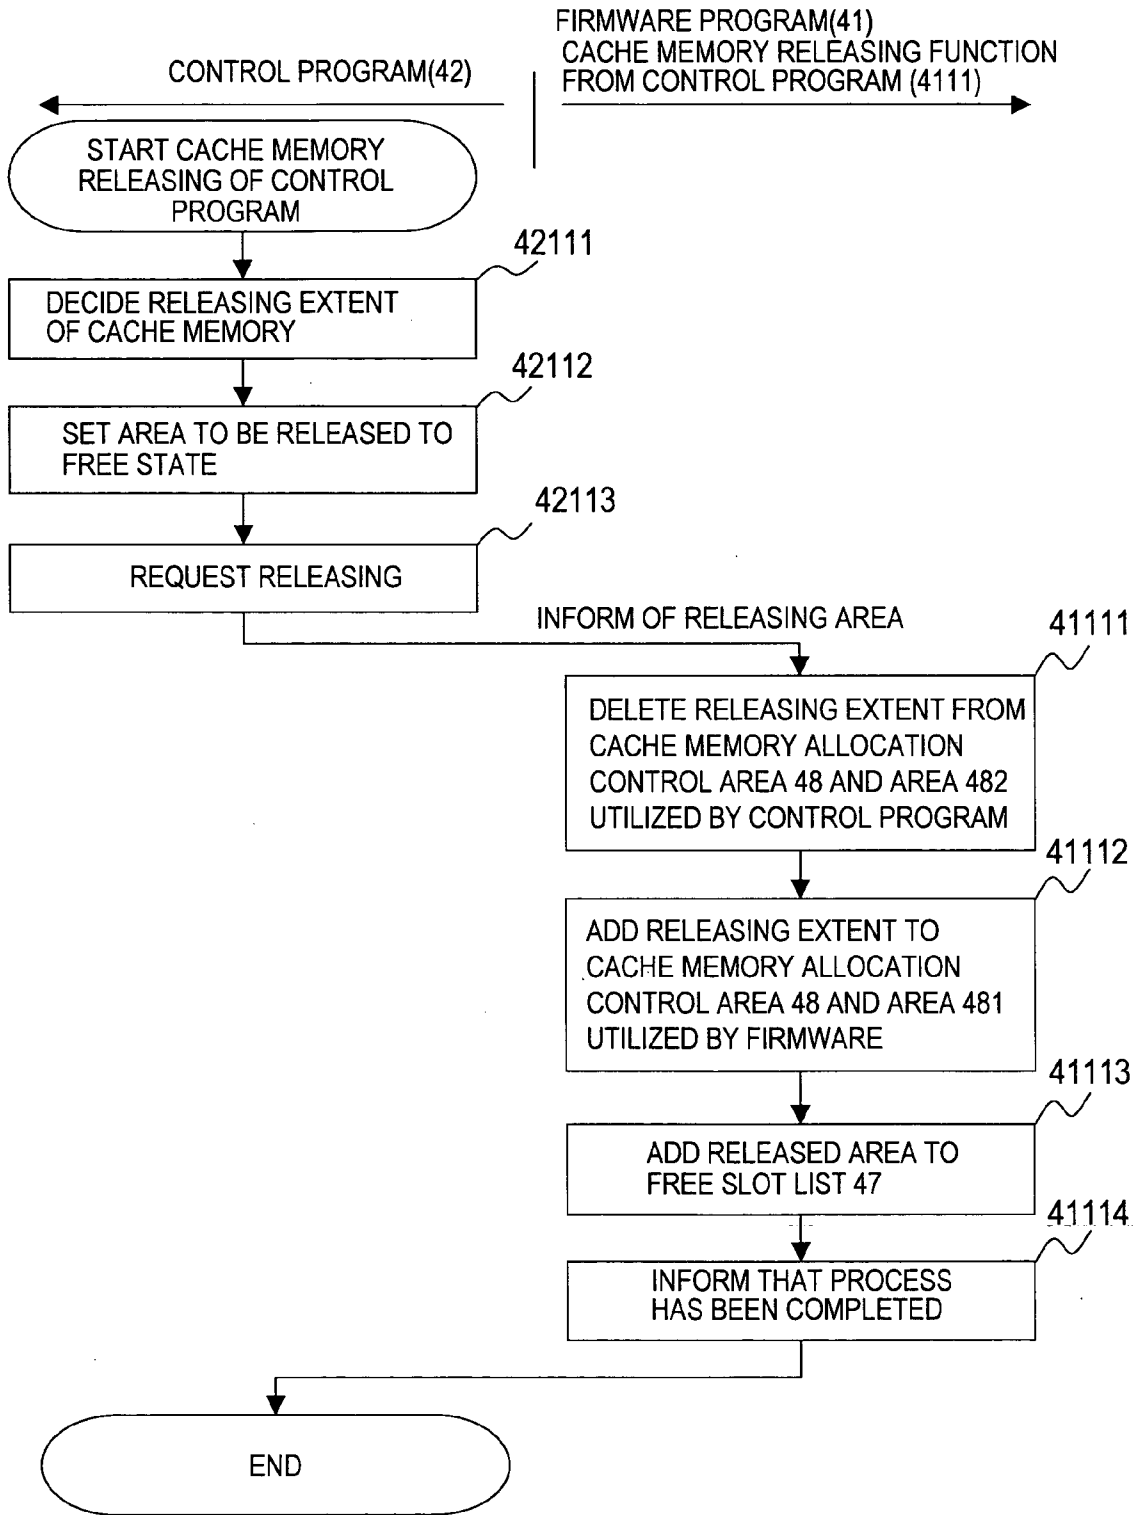 FIRMWARE PROGRAM(41)
CACHE MEMORY RELEASING FUNCTION
FROM CONTROL PROGRAM (4111)
CONTROL PROGRAM(42)
START CACHE MEMORY
RELEASING OF CONTROL
PROGRAM
42111
DECIDE RELEASING EXTENT
OF CACHE MEMORY
42112
SET AREA TO BE RELEASED TO
FREE STATE
42113
REQUEST RELEASING
INFORM OF RELEASING AREA
41111
DELETE RELEASING EXTENT FROM
CACHE MEMORY ALLOCATION
CONTROL AREA 48 AND AREA 482
UTILIZED BY CONTROL PROGRAM
41112
ADD RELEASING EXTENT TO
CACHE MEMORY ALLOCATION
CONTROL AREA 48 AND AREA 481
UTILIZED BY FIRMWARE
41113
ADD RELEASED AREA TO
FREE SLOT LIST 47
41114
INFORM THAT PROCESS
HAS BEEN COMPLETED
END